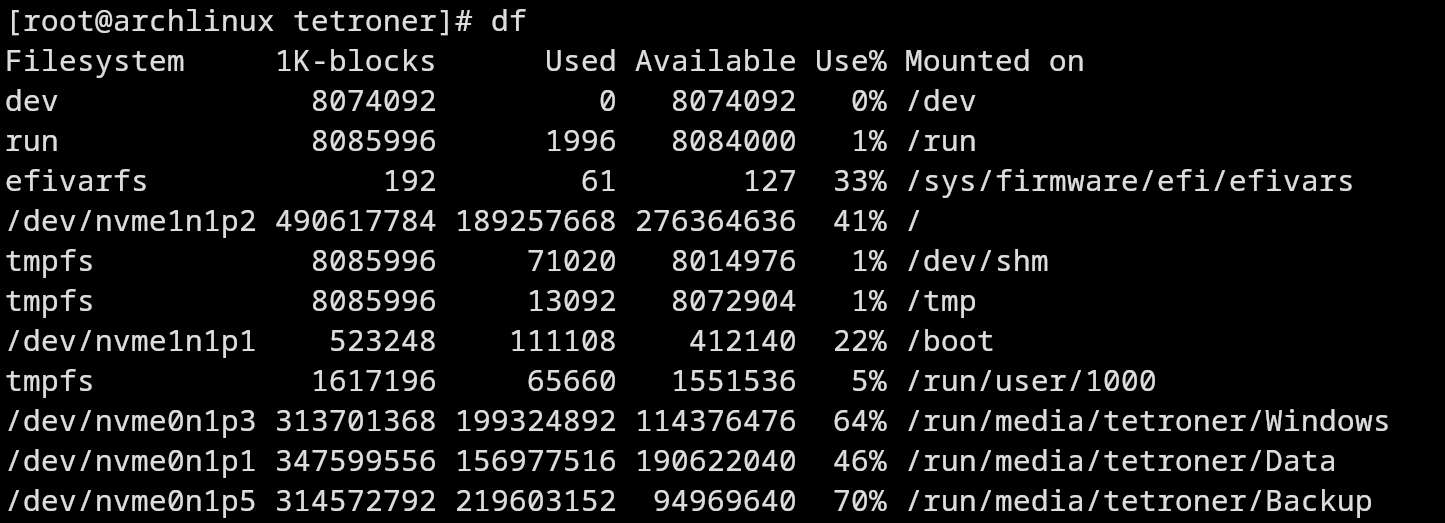 [root@archlinux tetroner]# df
Filesystem     1K-blocks      Used Available Use% Mounted on
dev              8074092         0   8074092   0% /dev
run              8085996      1996   8084000   1% /run
efivarfs             192        61       127  33% /sys/firmware/efi/efivars
/dev/nvme1n1p2 490617784 189257668 276364636  41% /
tmpfs            8085996     71020   8014976   1% /dev/shm
tmpfs            8085996     13092   8072904   1% /tmp
/dev/nvme1n1p1    523248    111108    412140  22% /boot
tmpfs            1617196     65660   1551536   5% /run/user/1000
/dev/nvme0n1p3 313701368 199324892 114376476  64% /run/media/tetroner/Windows
/dev/nvme0n1p1 347599556 156977516 190622040  46% /run/media/tetroner/Data
/dev/nvme0n1p5 314572792 219603152  94969640  70% /run/media/tetroner/Backup